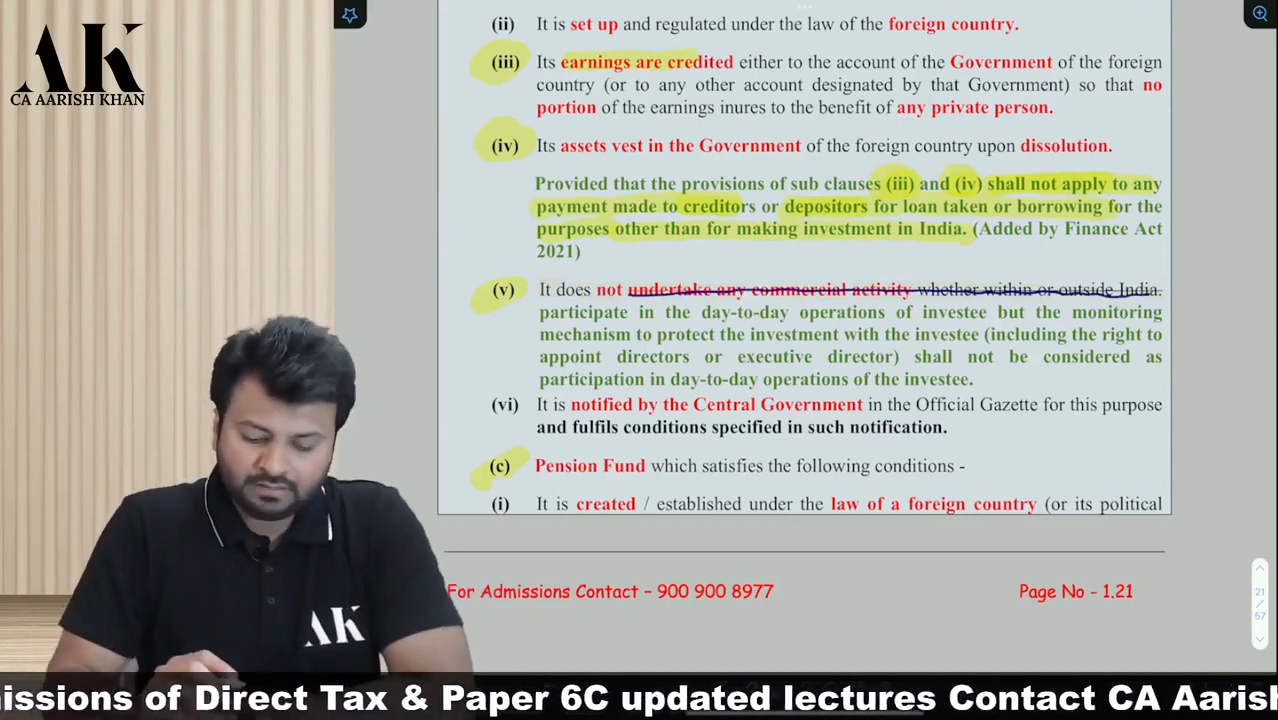 AK
CA AARISH KHAN
(ii) It is set up and regulated under the law of the foreign country.
(iii) Its earnings are credited either to the account of the Government of the foreign
country (or to any other account designated by that Government) so that no
portion of the earnings inures to the benefit of any private person.
(iv) Its assets vest in the Government of the foreign country upon dissolution.
Provided that the provisions of sub clauses (iii) and (iv) shall not apply to any
payment made to creditors or depositors for loan taken or borrowing for the
purposes other than for making investment in India. (Added by Finance Act
2021)
(v) It does not undertake any commercial activity whether within or outside India.
participate in the day-to-day operations of investee but the monitoring
mechanism to protect the investment with the investee (including the right to
appoint directors or executive director) shall not be considered as
participation in day-to-day operations of the investee.
(vi) It is notified by the Central Government in the Official Gazette for this purpose
and fulfils conditions specified in such notification.
(c) Pension Fund which satisfies the following conditions -
(i) It is created / established under the law of a foreign country (or its political
For Admissions Contact – 900 900 8977 Page No - 1.21
21
/
57
AK
issions of Direct Tax & Paper 6C updated lectures Contact CA Aarish